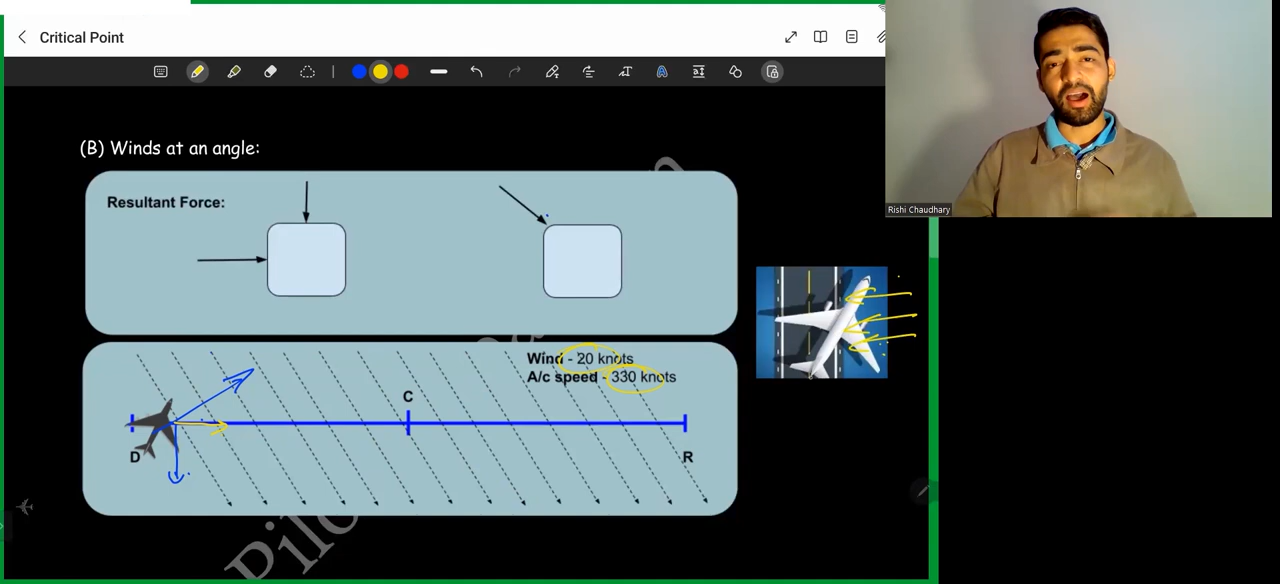 Critical Point
Rishi Chaudhary
(B) Winds at an angle:
Resultant Force:
Wind - 20 knots
A/c speed - 330 knots
C
D
R